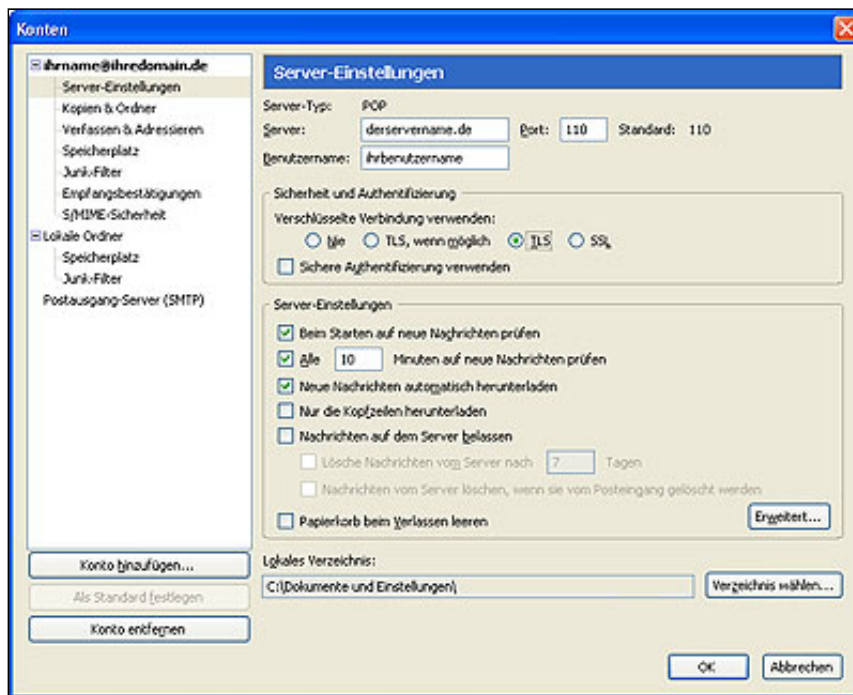 Konten
ihrname@ihredomain.de
Server-Einstellungen
Kopien & Ordner
Verfassen & Adressieren
Speicherplatz
Junk-Filter
Empfangsbestätigungen
S/MIME-Sicherheit
Lokale Ordner
Speicherplatz
Junk-Filter
Postausgang-Server (SMTP)
Konto hinzufügen...
Als Standard festlegen
Konto entfernen
Server-Einstellungen
Server-Typ: POP
Server: derservername.de Port: 110 Standard: 110
Benutzername: ihrbenutzername
Sicherheit und Authentifizierung
Verschlüsselte Verbindung verwenden:
Nie TLS, wenn möglich TLS SSL
Sichere Authentifizierung verwenden
Server-Einstellungen
Beim Starten auf neue Nachrichten prüfen
Alle 10 Minuten auf neue Nachrichten prüfen
Neue Nachrichten automatisch herunterladen
Nur die Kopfzeilen herunterladen
Nachrichten auf dem Server belassen
Lösche Nachrichten vom Server nach 7 Tagen
Nachrichten vom Server löschen, wenn sie vom Posteingang gelöscht werden
Papierkorb beim Verlassen leeren
Erweitert...
Lokales Verzeichnis:
C:\Dokumente und Einstellungen\
Verzeichnis wählen...
OK Abbrechen